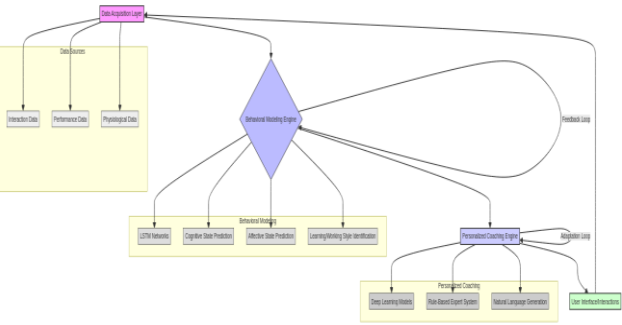 Data Acquisition Layer
Data Sources
Interaction Data
Performance Data
Physiological Data
Behavioral Modeling Engine
Feedback Loop
Behavioral Modeling
LSTM Networks
Cognitive State Prediction
Affective State Prediction
Learning/Working Style Identification
Personalized Coaching Engine
Adaptation Loop
Personalized Coaching
Deep Learning Models
Rule-Based Expert System
Natural Language Generation
User Interface/Interactions